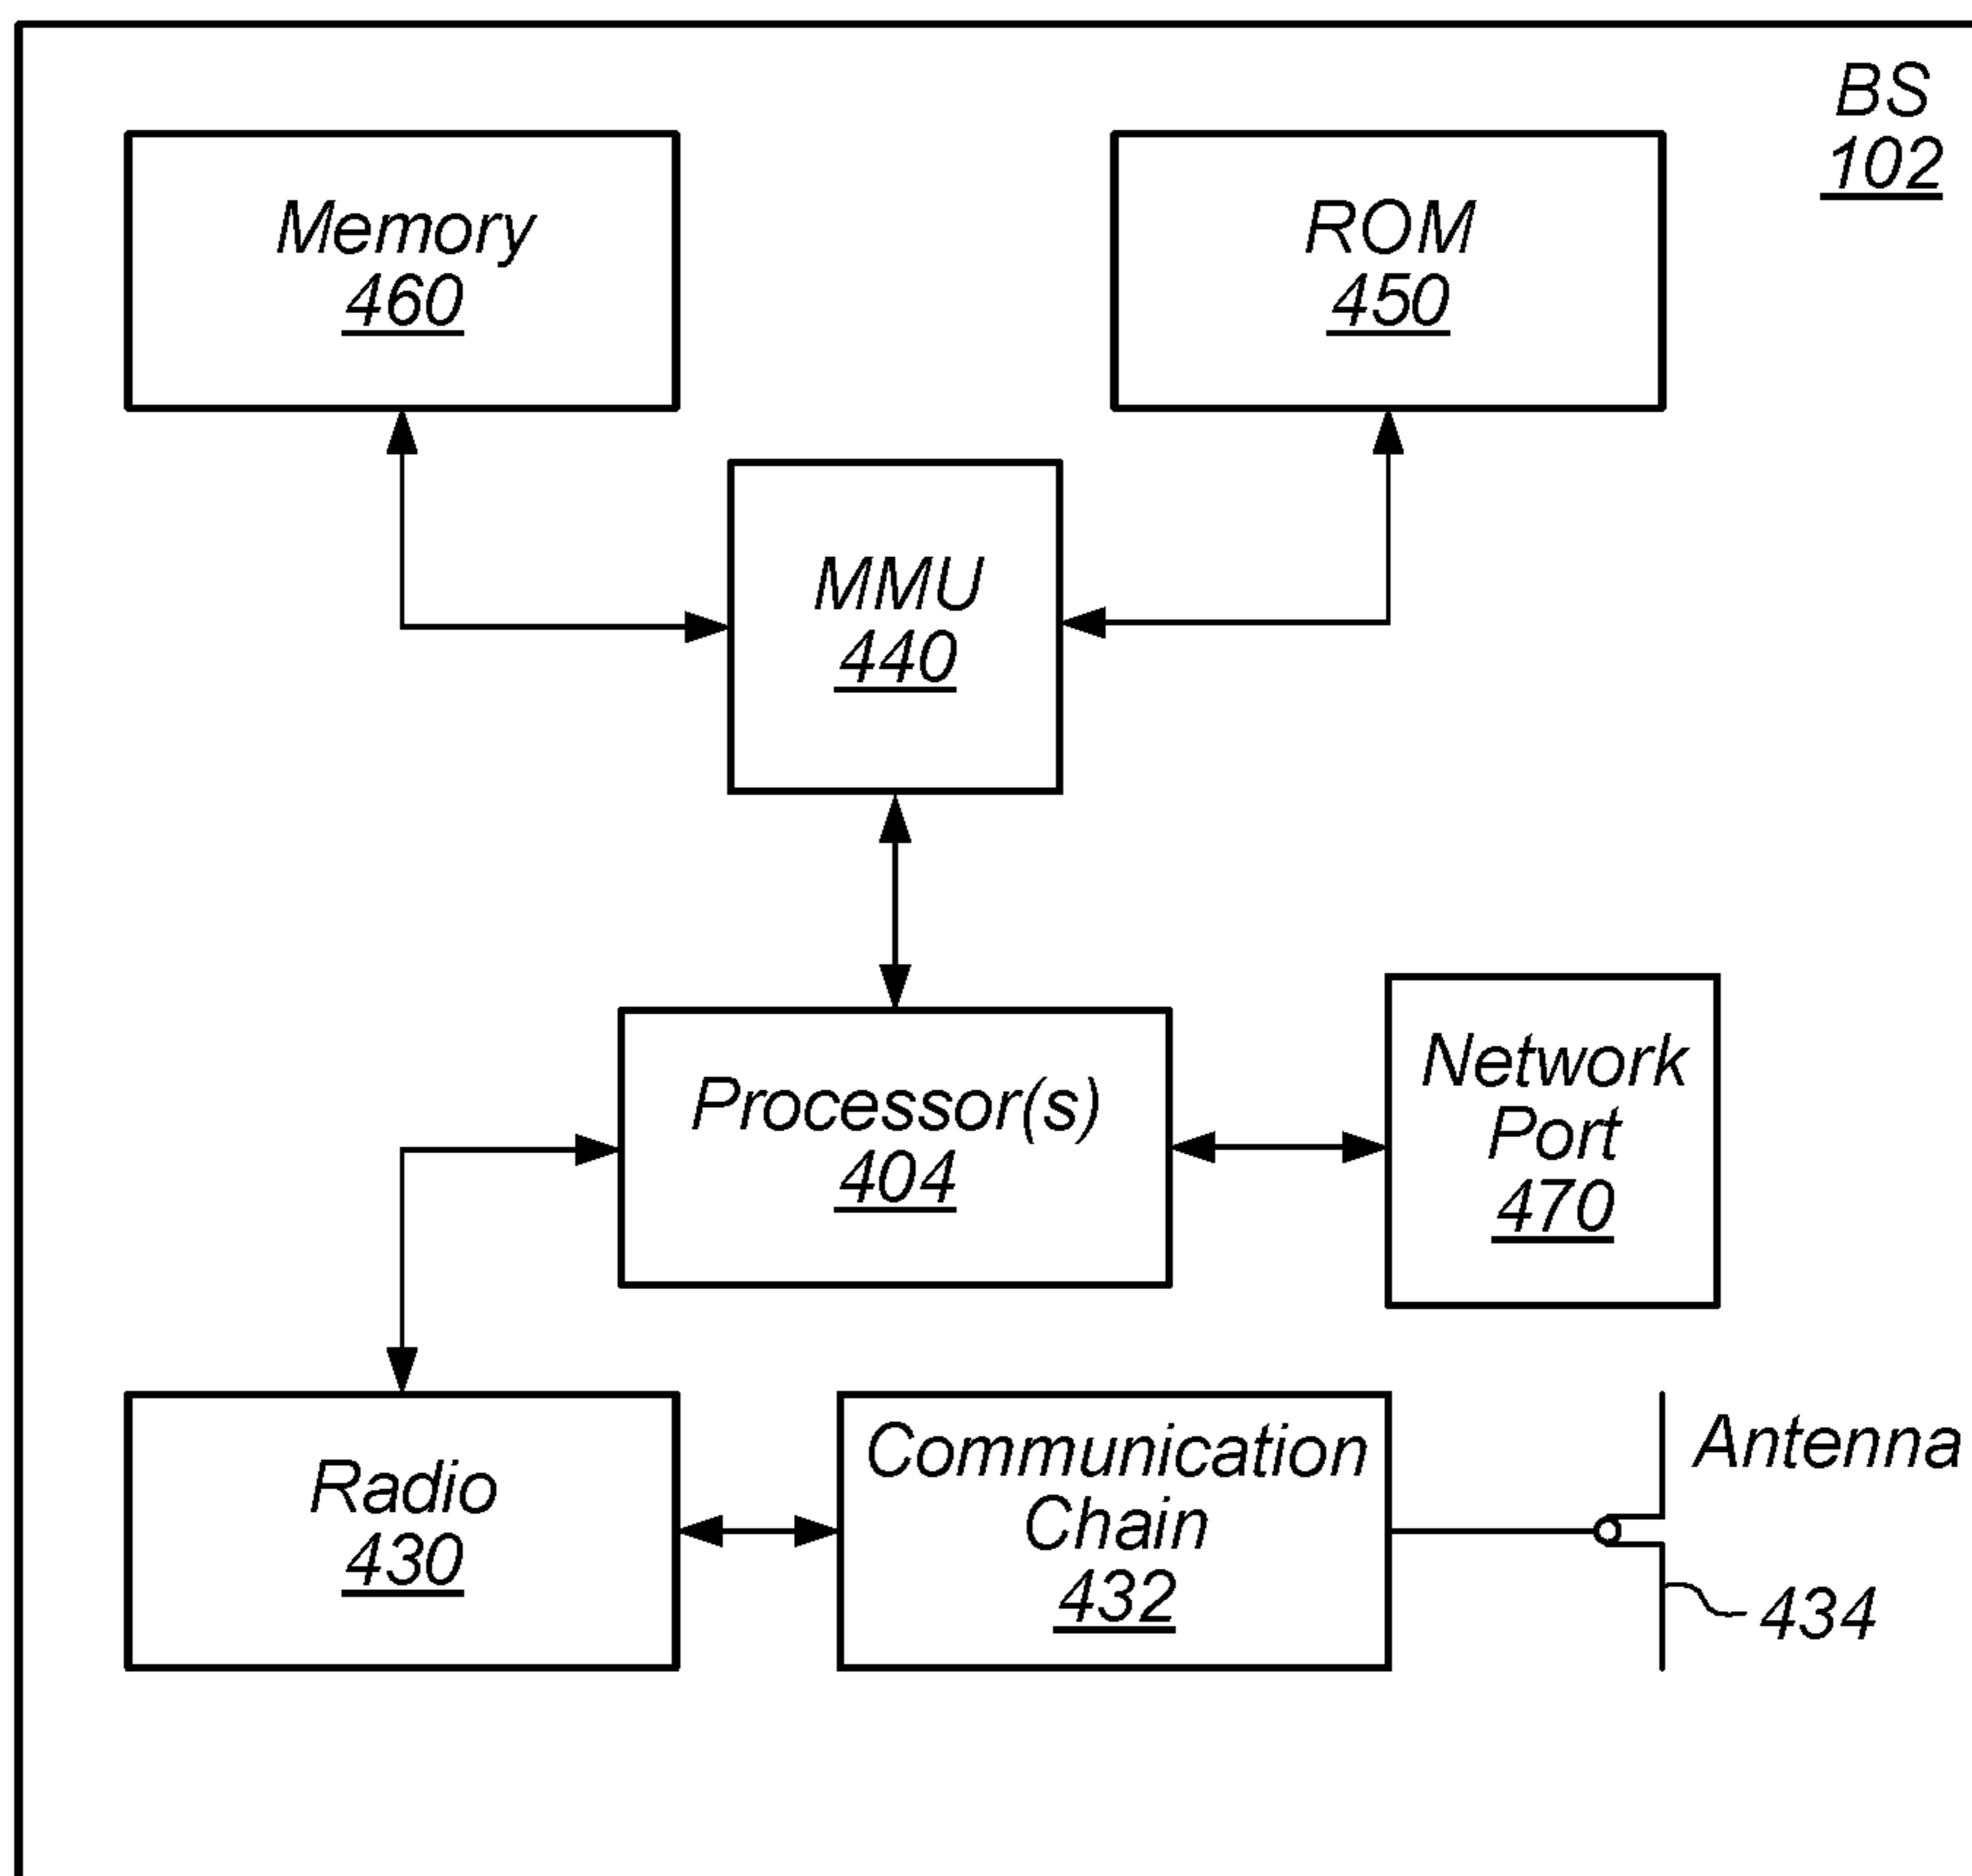 BS
102
Memory
460
ROM
450
MMU
440
Processor(s)
404
Network
Port
470
Radio
430
Communication
Chain
432
Antenna
434